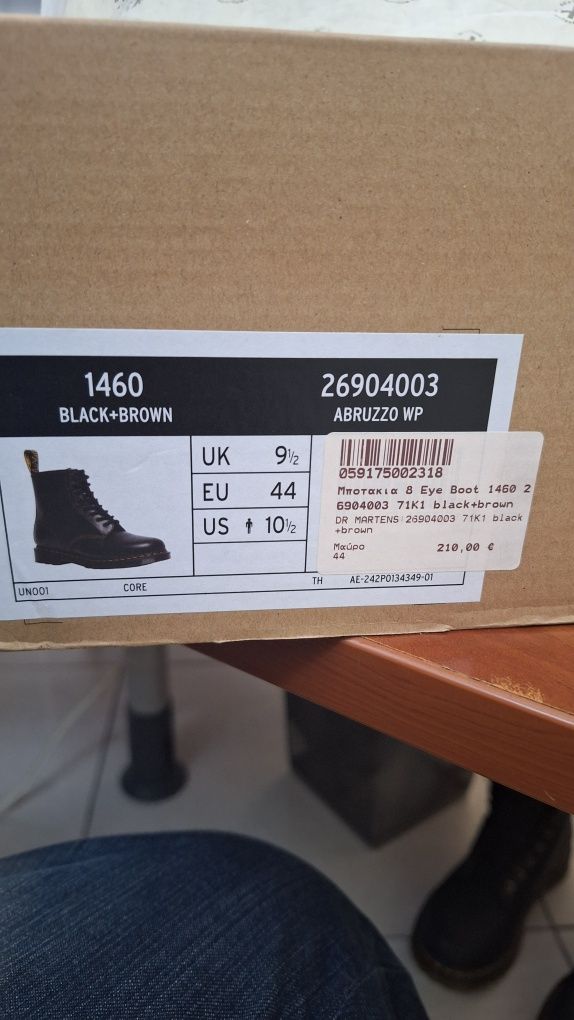 1460
BLACK+BROWN
26904003
ABRUZZO WP
UK 9½
EU 44
US 10½
059175002318
Μποτακια 8 Eye Boot 1460 2
6904003 71K1 black+brown
DR MARTENS 26904003 71K1 black
+brown
Μαύρο
210,00 €
44
UN001 CORE TH AE-242P0134349-01